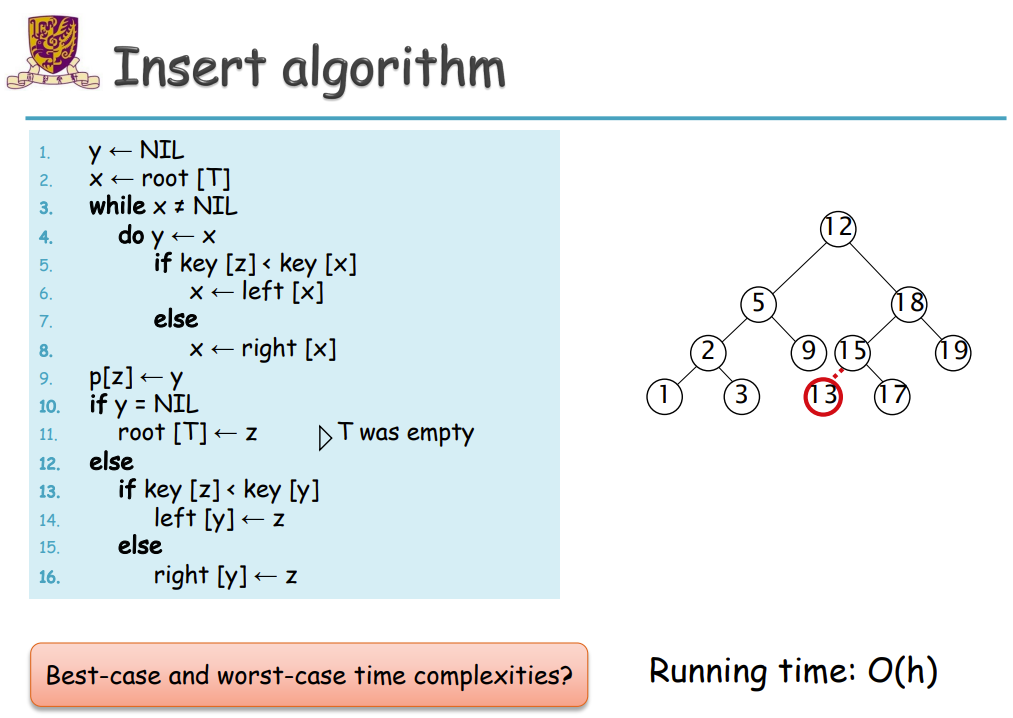 Insert algorithm
1. y ← NIL
2. x ← root [T]
3. while x ≠ NIL
4. do y ← x
5. if key [z] < key [x]
6. x ← left [x]
7. else
8. x ← right [x]
9. p[z] ← y
10. if y = NIL
11. root [T] ← z ▷ T was empty
12. else
13. if key [z] < key [y]
14. left [y] ← z
15. else
16. right [y] ← z
12
5 18
2 9 15 19
1 3 13 17
Best-case and worst-case time complexities?
Running time: O(h)